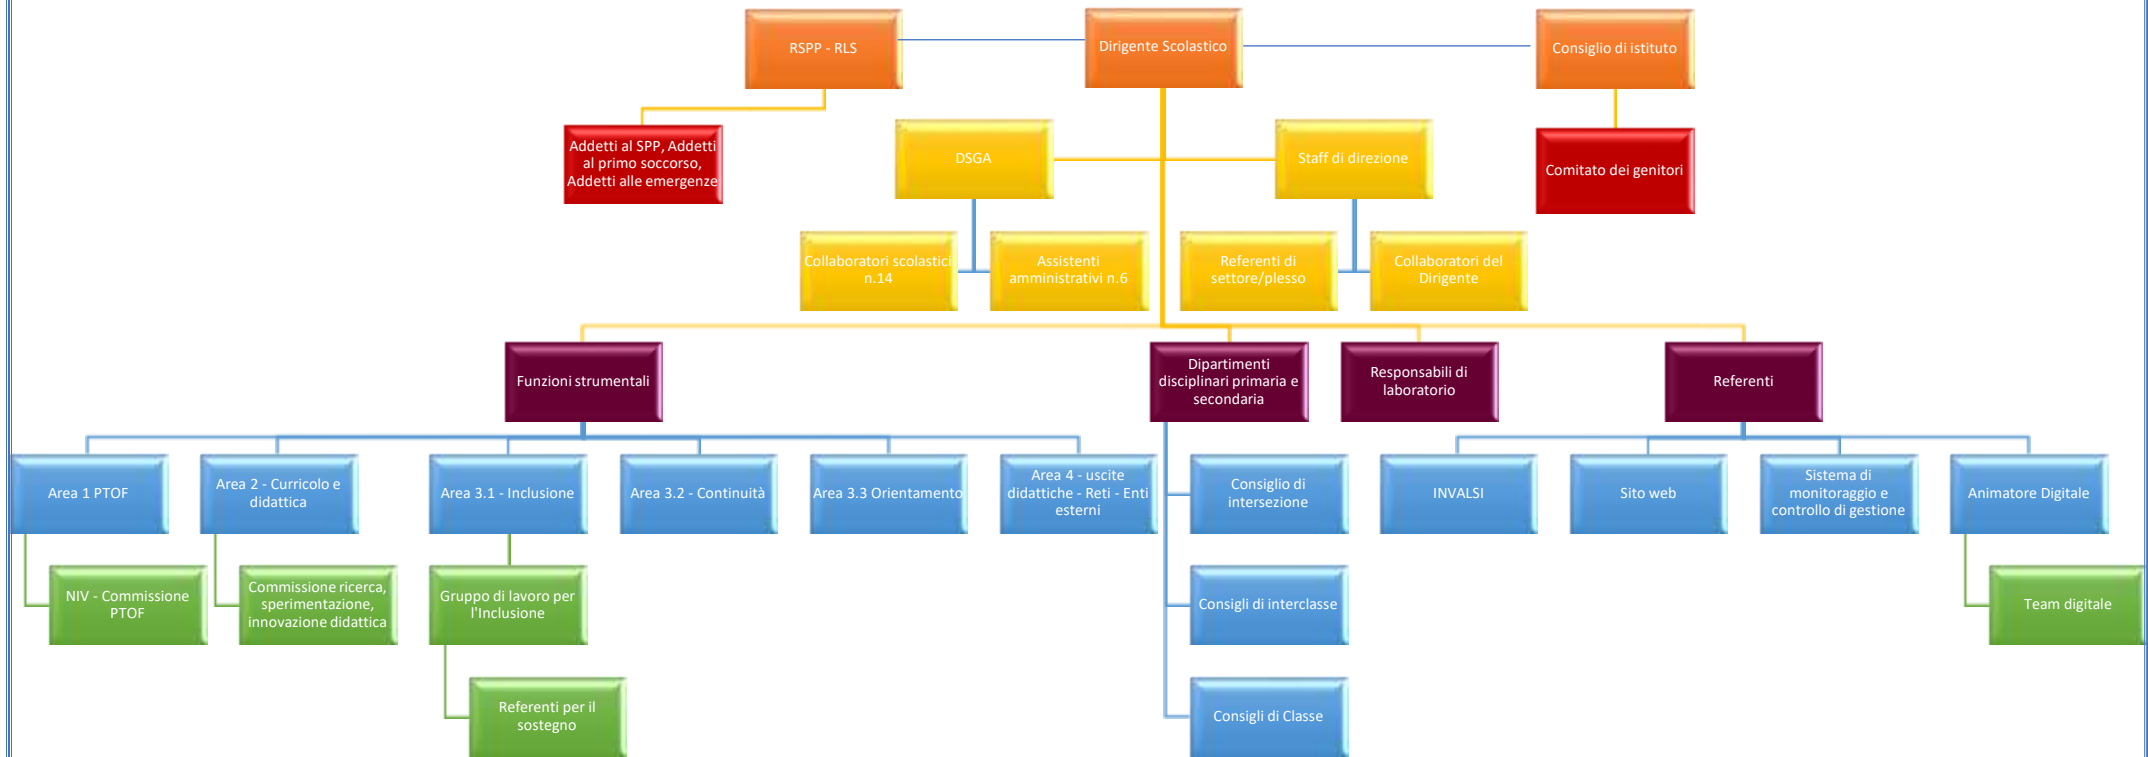 RSPP - RLS
Dirigente Scolastico
Consiglio di istituto
Addetti al SPP, Addetti
al primo soccorso,
Addetti alle emergenze
DSGA
Staff di direzione
Comitato dei genitori
Collaboratori scolastici
n.14
Assistenti
amministrativi n.6
Referenti di
settore/plesso
Collaboratori del
Dirigente
Funzioni strumentali
Dipartimenti
disciplinari primaria e
secondaria
Responsabili di
laboratorio
Referenti
Area 1 PTOF
Area 2 - Curricolo e
didattica
Area 3.1 - Inclusione
Area 3.2 - Continuità
Area 3.3 Orientamento
Area 4 - uscite
didattiche - Reti - Enti
esterni
Consiglio di
intersezione
INVALSI
Sito web
Sistema di
monitoraggio e
controllo di gestione
Animatore Digitale
NIV - Commissione
PTOF
Commissione ricerca,
sperimentazione,
innovazione didattica
Gruppo di lavoro per
l'Inclusione
Consigli di interclasse
Team digitale
Referenti per il
sostegno
Consigli di Classe